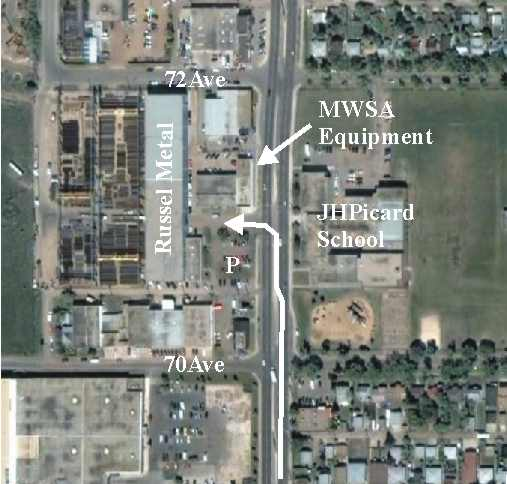 72Ave
MWSA
Equipment
Russel Metal
JHPicard
School
P
70Ave